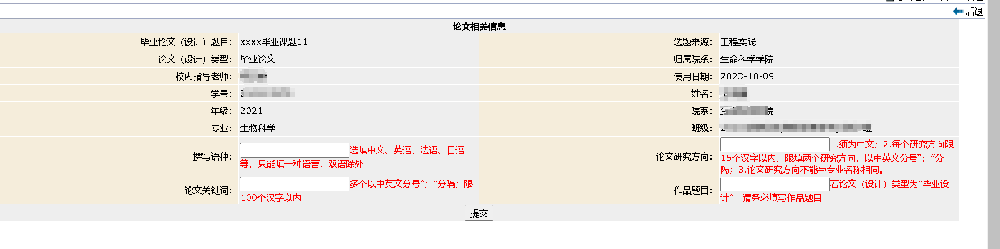 后退
论文相关信息
毕业论文（设计）题目： xxxx毕业课题11 选题来源： 工程实践
论文（设计）类型： 毕业论文 归属院系： 生命科学学院
校内指导老师： 使用日期： 2023-10-09
学号： 姓名：
年级： 2021 院系： 院
专业： 生物科学 班级：
撰写语种： 选填中文、英语、法语、日语
等，只能填一种语言，双语除外
论文研究方向： 1.须为中文；2.每个研究方向限
15个汉字以内，限填两个研究方向，以中英文分号“；”分
隔；3.论文研究方向不能与专业名称相同。
论文关键词： 多个以中英文分号“；”分隔；限
100个汉字以内
作品题目： 若论文（设计）类型为“毕业设
计”，请务必填写作品题目
提交